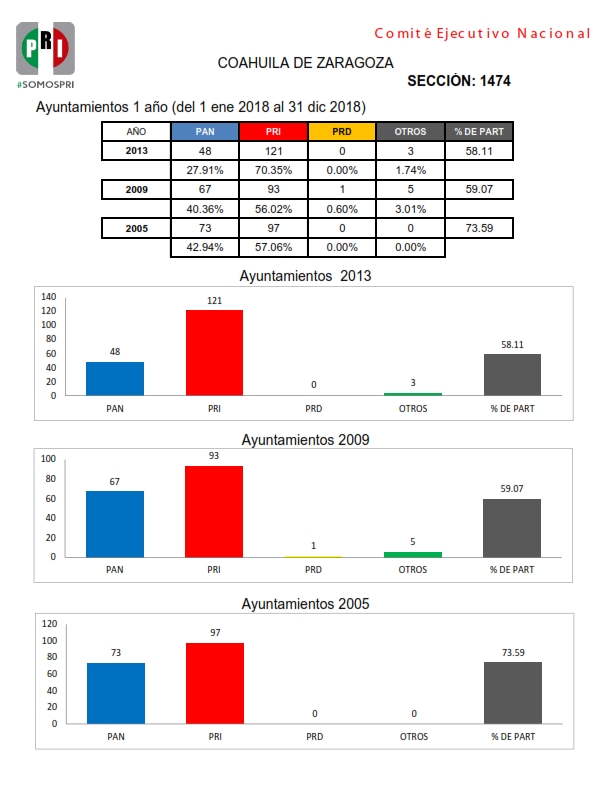 Comité Ejecutivo Nacional
PRI
#SOMOSPRI
COAHUILA DE ZARAGOZA
SECCIÓN: 1474
Ayuntamientos 1 año (del 1 ene 2018 al 31 dic 2018)
AÑO PAN PRI PRD OTROS % DE PART
2013 48 121 0 3 58.11
27.91% 70.35% 0.00% 1.74%
2009 67 93 1 5 59.07
40.36% 56.02% 0.60% 3.01%
2005 73 97 0 0 73.59
42.94% 57.06% 0.00% 0.00%
Ayuntamientos 2013
140
120
100
80
60
40
20
0
48 121 0 3 58.11
PAN PRI PRD OTROS % DE PART
Ayuntamientos 2009
100
80
60
40
20
0
67 93 1 5 59.07
PAN PRI PRD OTROS % DE PART
Ayuntamientos 2005
120
100
80
60
40
20
0
73 97 0 0 73.59
PAN PRI PRD OTROS % DE PART